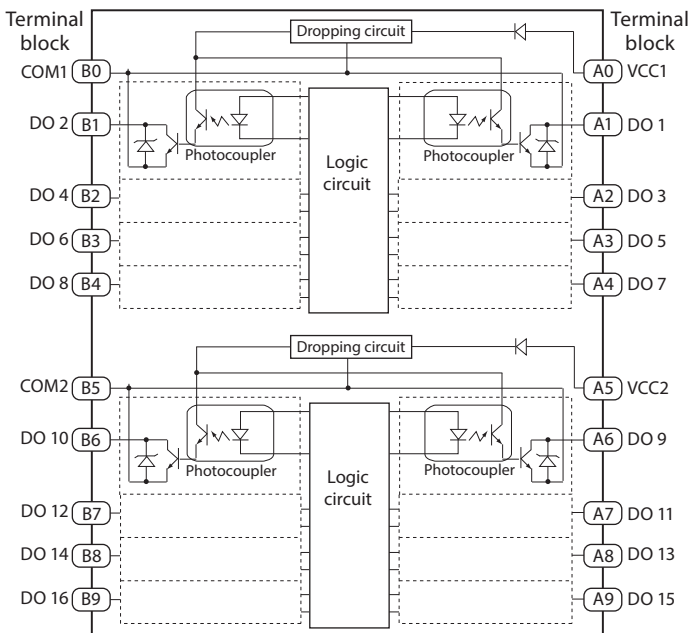 Terminal block
Terminal block
Dropping circuit
COM1 B0
A0 VCC1
DO 2 B1
A1 DO 1
Photocoupler
Photocoupler
Logic circuit
DO 4 B2
A2 DO 3
DO 6 B3
A3 DO 5
DO 8 B4
A4 DO 7
Dropping circuit
COM2 B5
A5 VCC2
DO 10 B6
A6 DO 9
Photocoupler
Photocoupler
Logic circuit
DO 12 B7
A7 DO 11
DO 14 B8
A8 DO 13
DO 16 B9
A9 DO 15